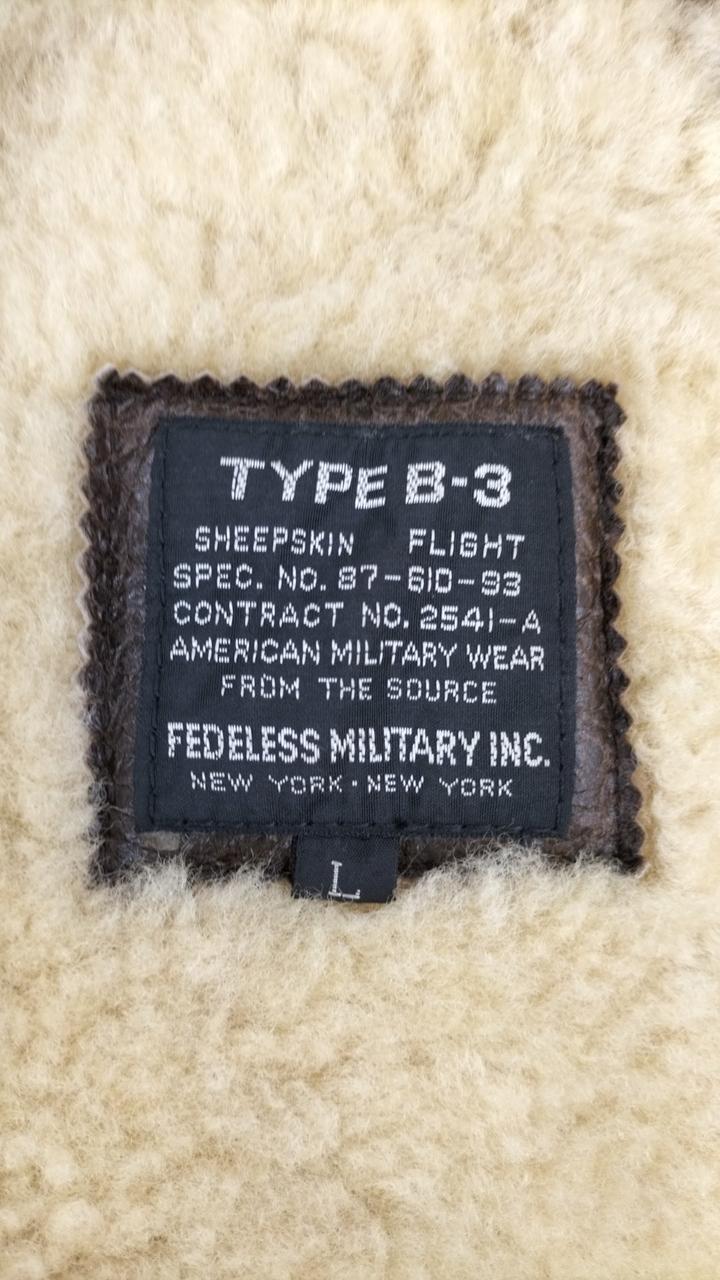 TYPE B-3
SHEEPSKIN FLIGHT
SPEC. NO. 87-610-93
CONTRACT NO. 2541-A
AMERICAN MILITARY WEAR
FROM THE SOURCE
FEDELESS MILITARY INC.
NEW YORK·NEW YORK
L